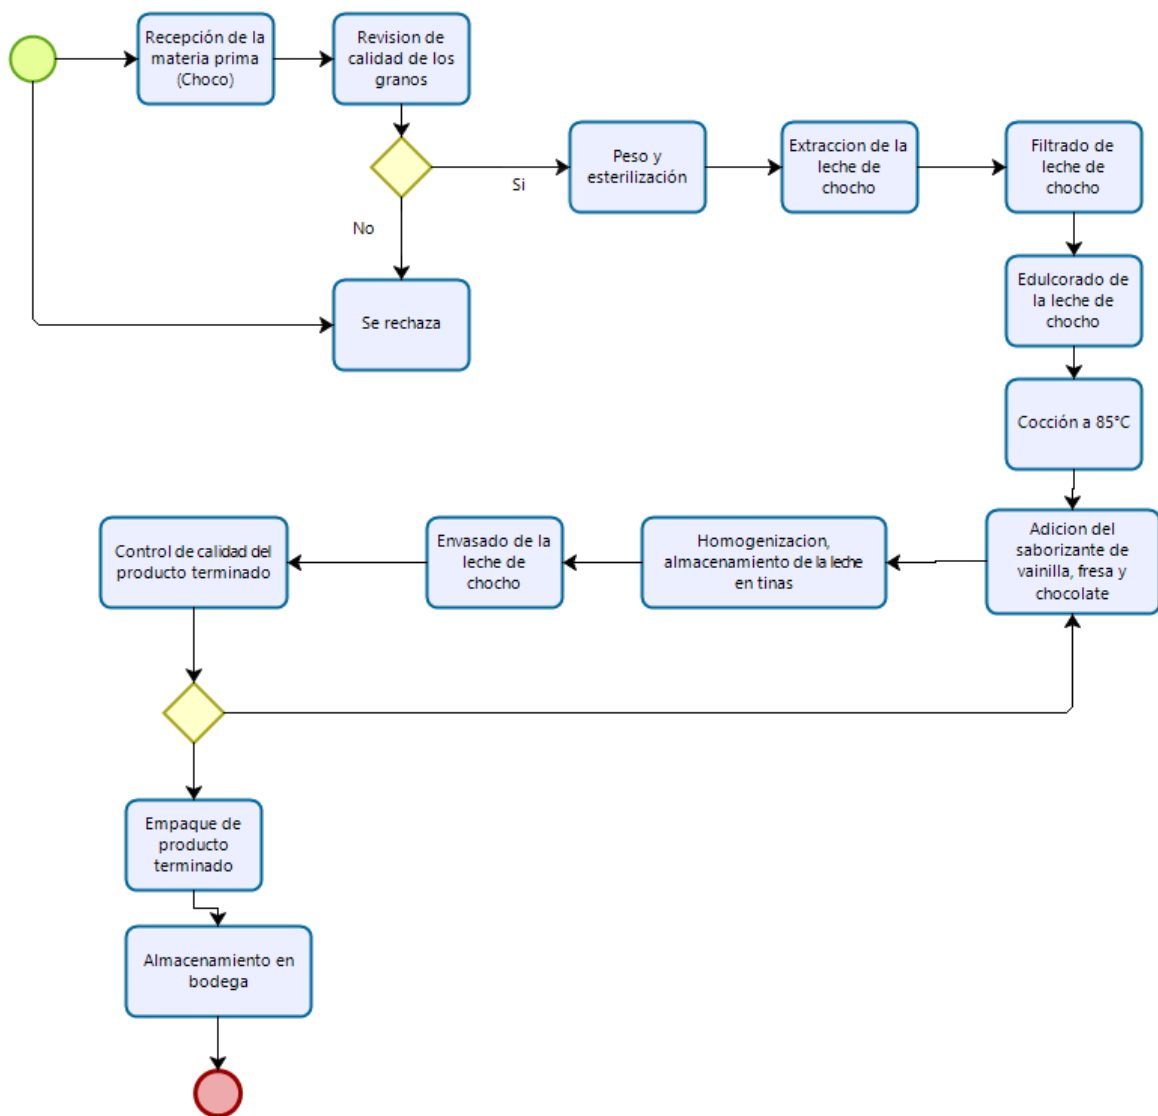 Recepción de la
materia prima
(Choco)
Revision de
calidad de los
granos
Si
No
Peso y
esterilización
Extraccion de la
leche de
chocho
Filtrado de
leche de
chocho
Se rechaza
Edulcorado de
la leche de
chocho
Cocción a 85°C
Adicion del
saborizante de
vainilla, fresa y
chocolate
Homogenizacion,
almacenamiento de la leche
en tinas
Envasado de la
leche de
chocho
Control de calidad del
producto terminado
Empaque de
producto
terminado
Almacenamiento en
bodega